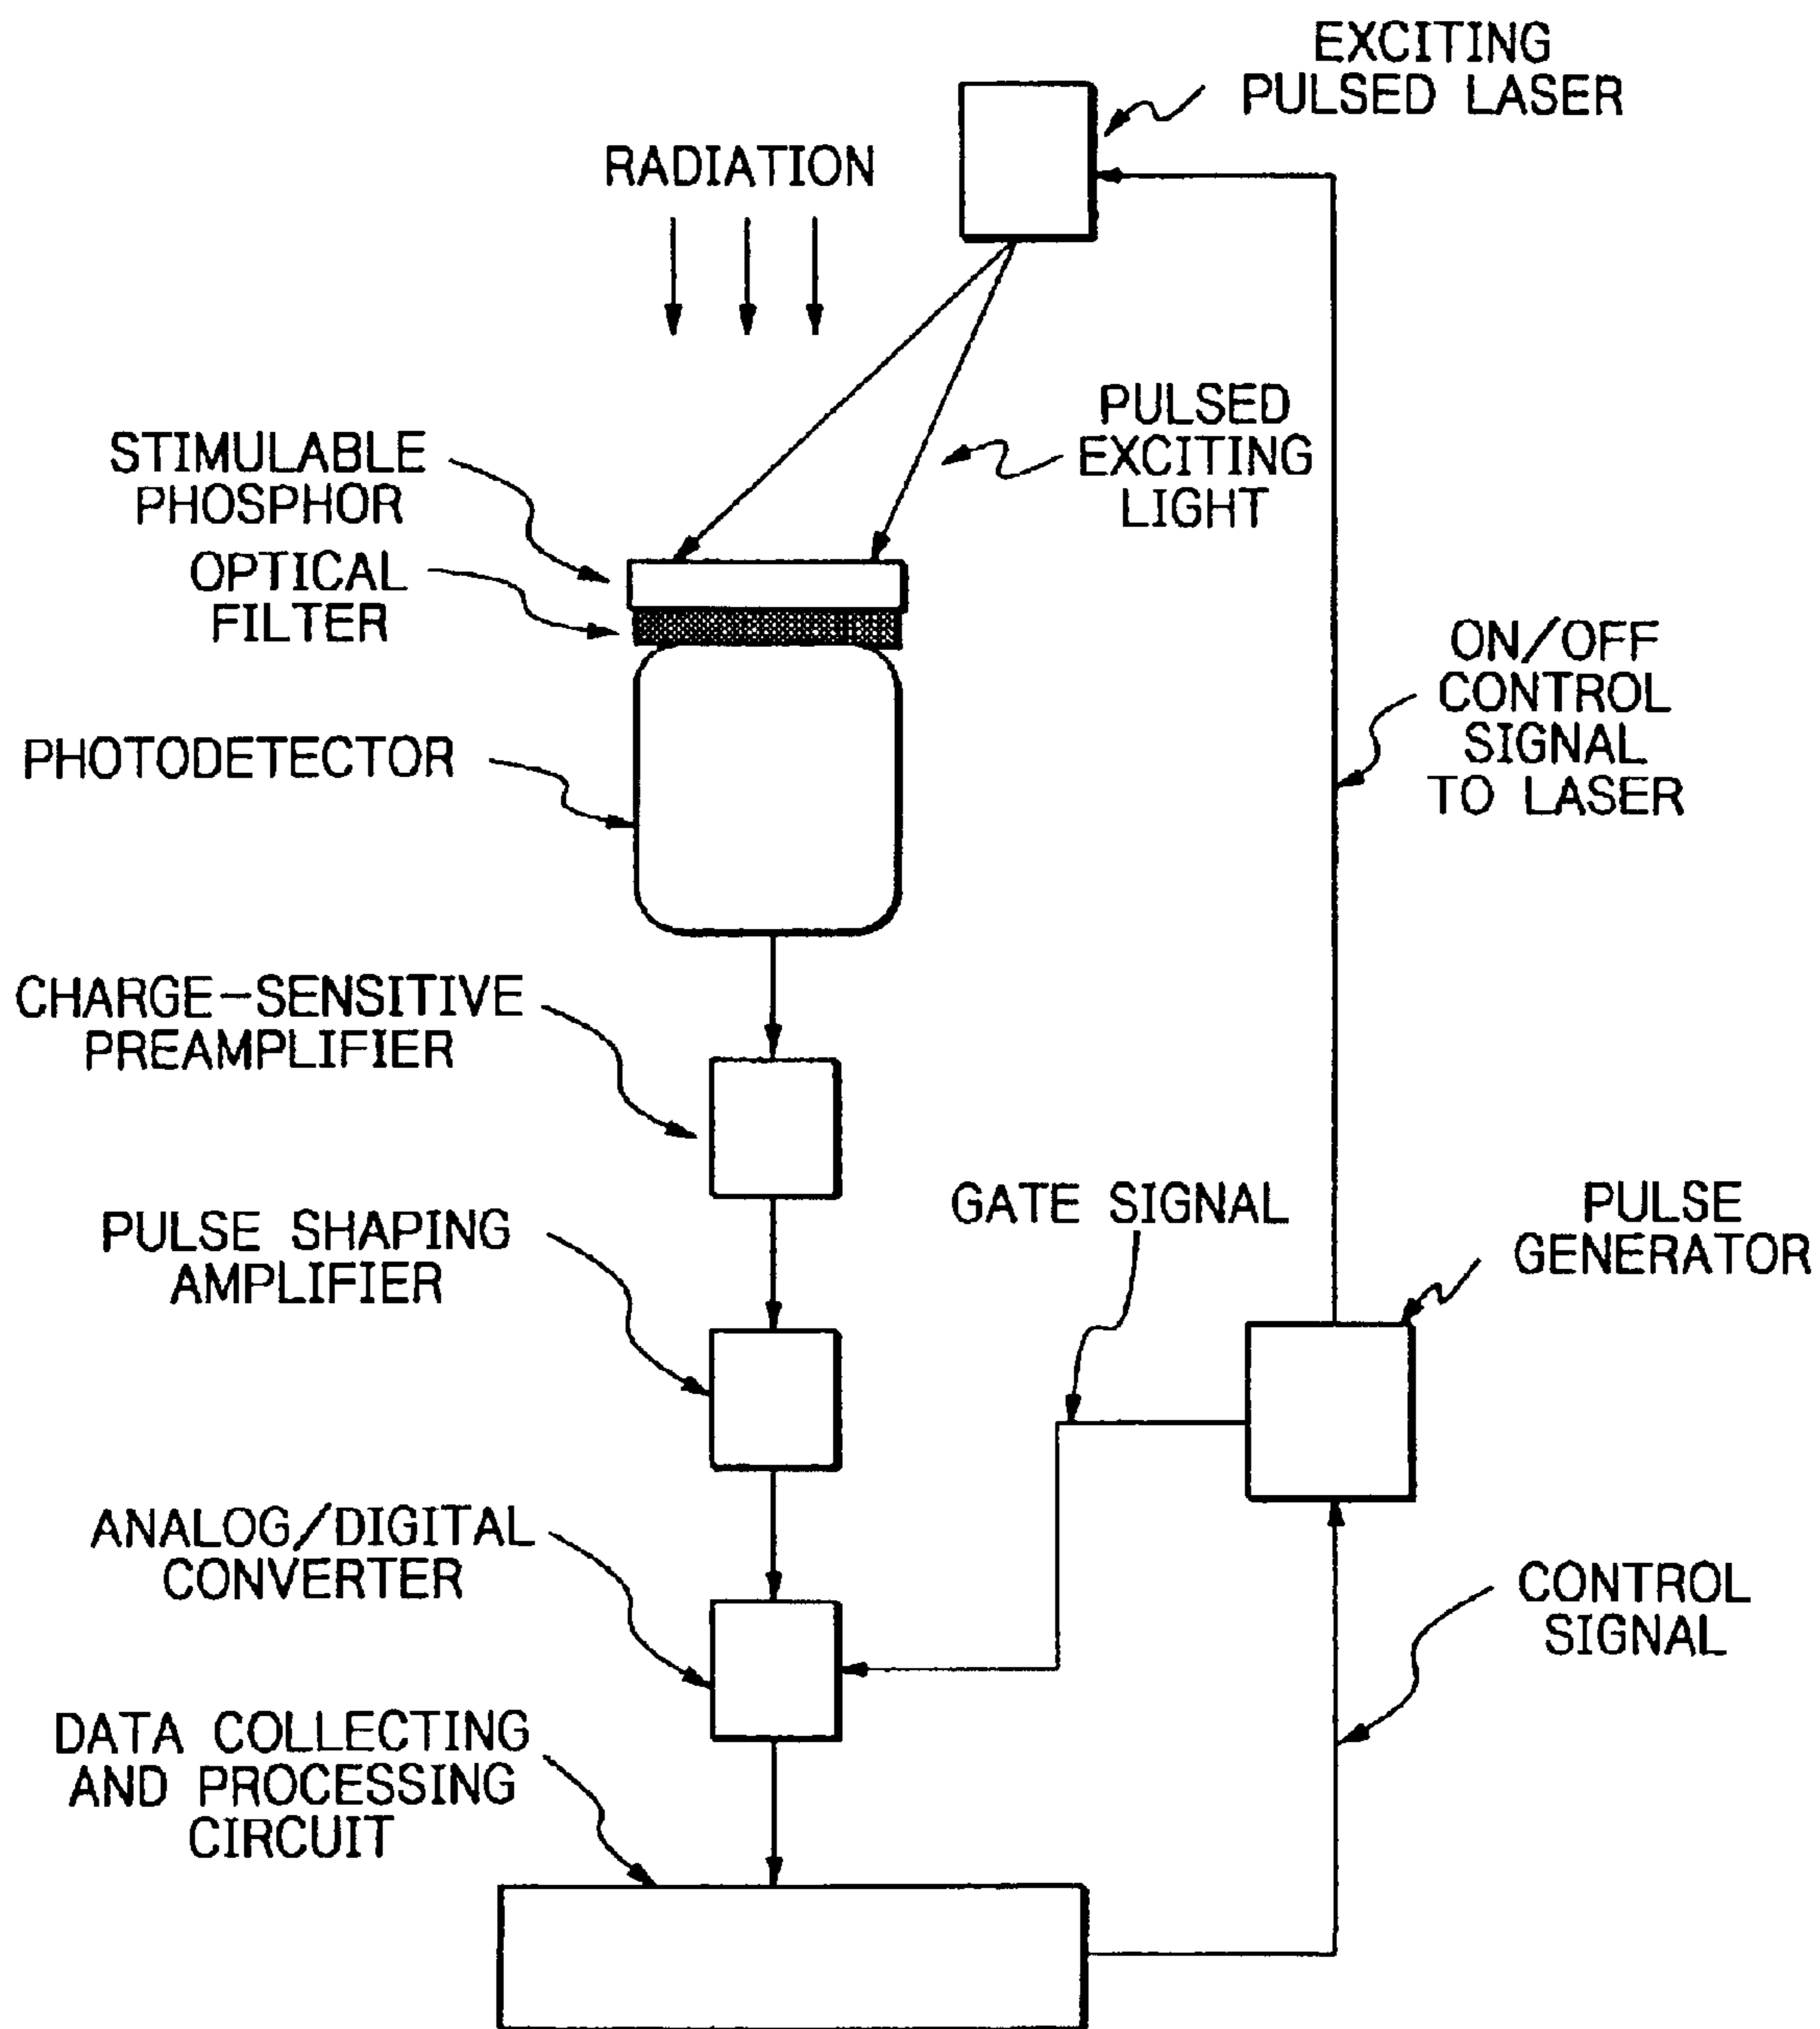 EXCITING
PULSED LASER
RADIATION
PULSED
EXCITING
LIGHT
STIMULABLE
PHOSPHOR
OPTICAL
FILTER
ON/OFF
CONTROL
SIGNAL
TO LASER
PHOTODETECTOR
CHARGE-SENSITIVE
PREAMPLIFIER
GATE SIGNAL
PULSE
GENERATOR
PULSE SHAPING
AMPLIFIER
ANALOG/DIGITAL
CONVERTER
CONTROL
SIGNAL
DATA COLLECTING
AND PROCESSING
CIRCUIT